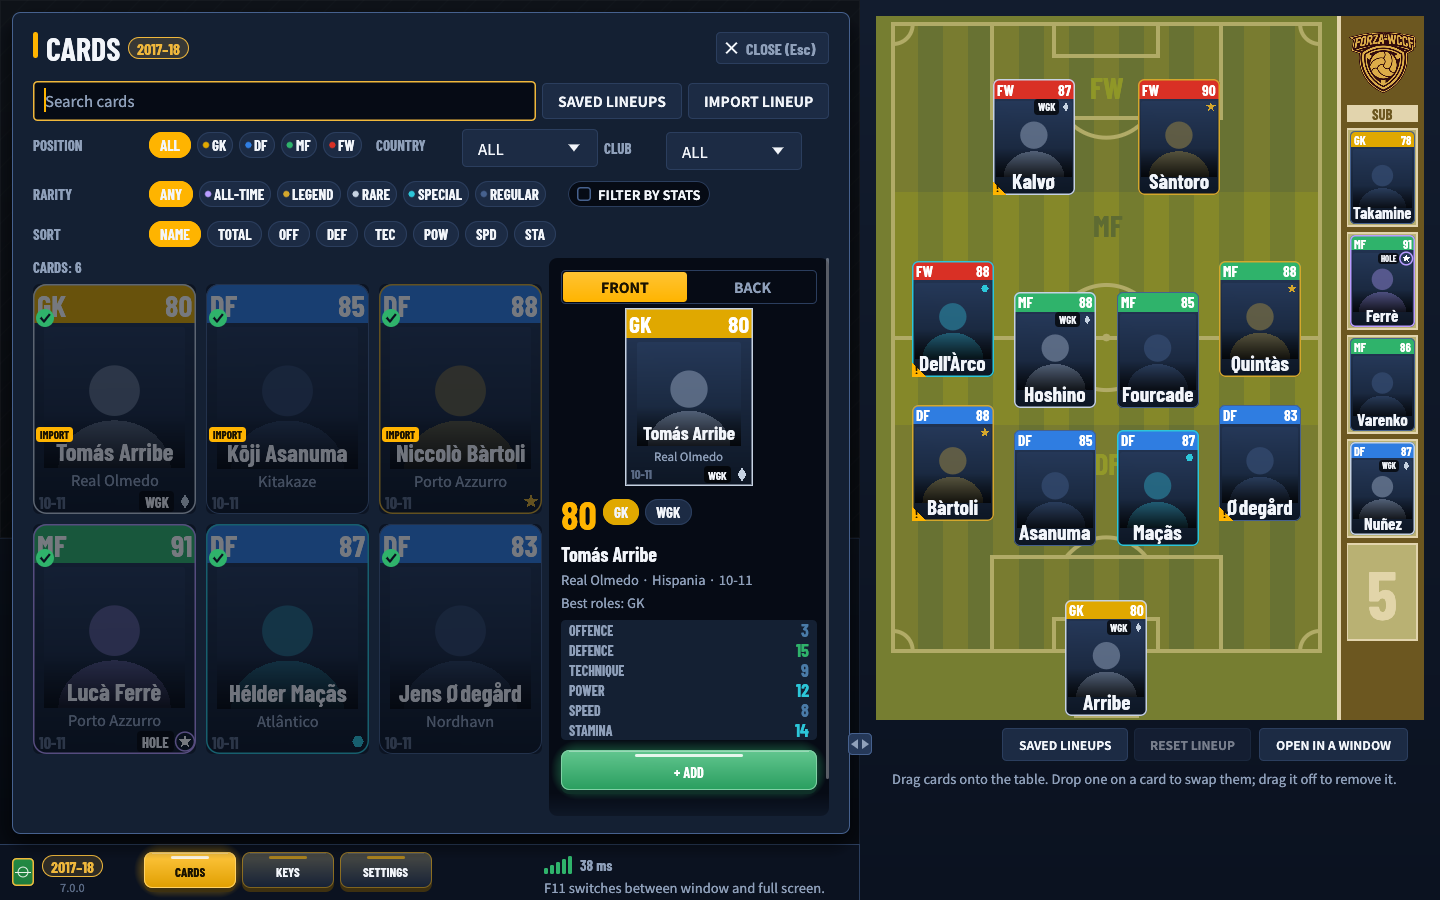 CARDS 2017-18
CLOSE (Esc)
Search cards
SAVED LINEUPS
IMPORT LINEUP
POSITION ALL GK DF MF FW COUNTRY ALL CLUB ALL
RARITY ANY ALL-TIME LEGEND RARE SPECIAL REGULAR FILTER BY STATS
SORT NAME TOTAL OFF DEF TEC POW SPD STA
CARDS: 6
GK 80
IMPORT
Tomás Arribe
Real Olmedo
10-11 WGK
DF 85
IMPORT
Kōji Asanuma
Kitakaze
DF 88
IMPORT
Niccolò Bàrtoli
Porto Azzurro
10-11
MF 91
Lucà Ferrè
Porto Azzurro
10-11 HOLE
DF 87
Hélder Maçãs
Atlântico
10-11
DF 83
Jens Ødegård
Nordhavn
10-11
FRONT BACK
GK 80
Tomás Arribe
Real Olmedo
10-11 WGK
80 GK WGK
Tomás Arribe
Real Olmedo · Hispania · 10-11
Best roles: GK
OFFENCE 3
DEFENCE 15
TECHNIQUE 9
POWER 12
SPEED 8
STAMINA 14
+ ADD
2017-18
7.0.0
CARDS
KEYS
SETTINGS
38 ms
F11 switches between window and full screen.
FW
MF
DF
FW 87
WGK
Kalvø
FW 90
Sàntoro
FW 88
Dell'Àrco
MF 88
WGK
Hoshino
MF 85
Fourcade
MF 88
Quintàs
DF 88
Bàrtoli
DF 85
Asanuma
DF 87
Maçãs
DF 83
Ødegård
GK 80
WGK
Arribe
FORZA-WCCF
SUB
GK 78
Takamine
MF 91
HOLE
Ferrè
MF 86
Varenko
DF 87
WGK
Nuñez
5
SAVED LINEUPS
RESET LINEUP
OPEN IN A WINDOW
Drag cards onto the table. Drop one on a card to swap them; drag it off to remove it.